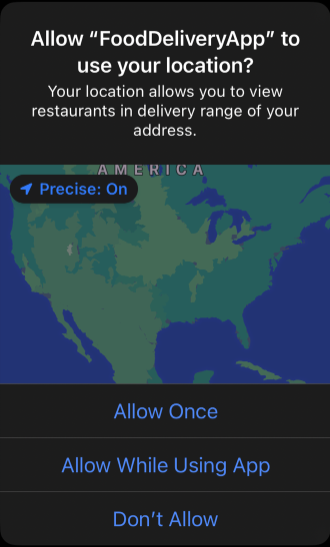 Allow “FoodDeliveryApp” to
use your location?
Your location allows you to view
restaurants in delivery range of your
address.
AMERICA
Precise: On
Allow Once
Allow While Using App
Don’t Allow